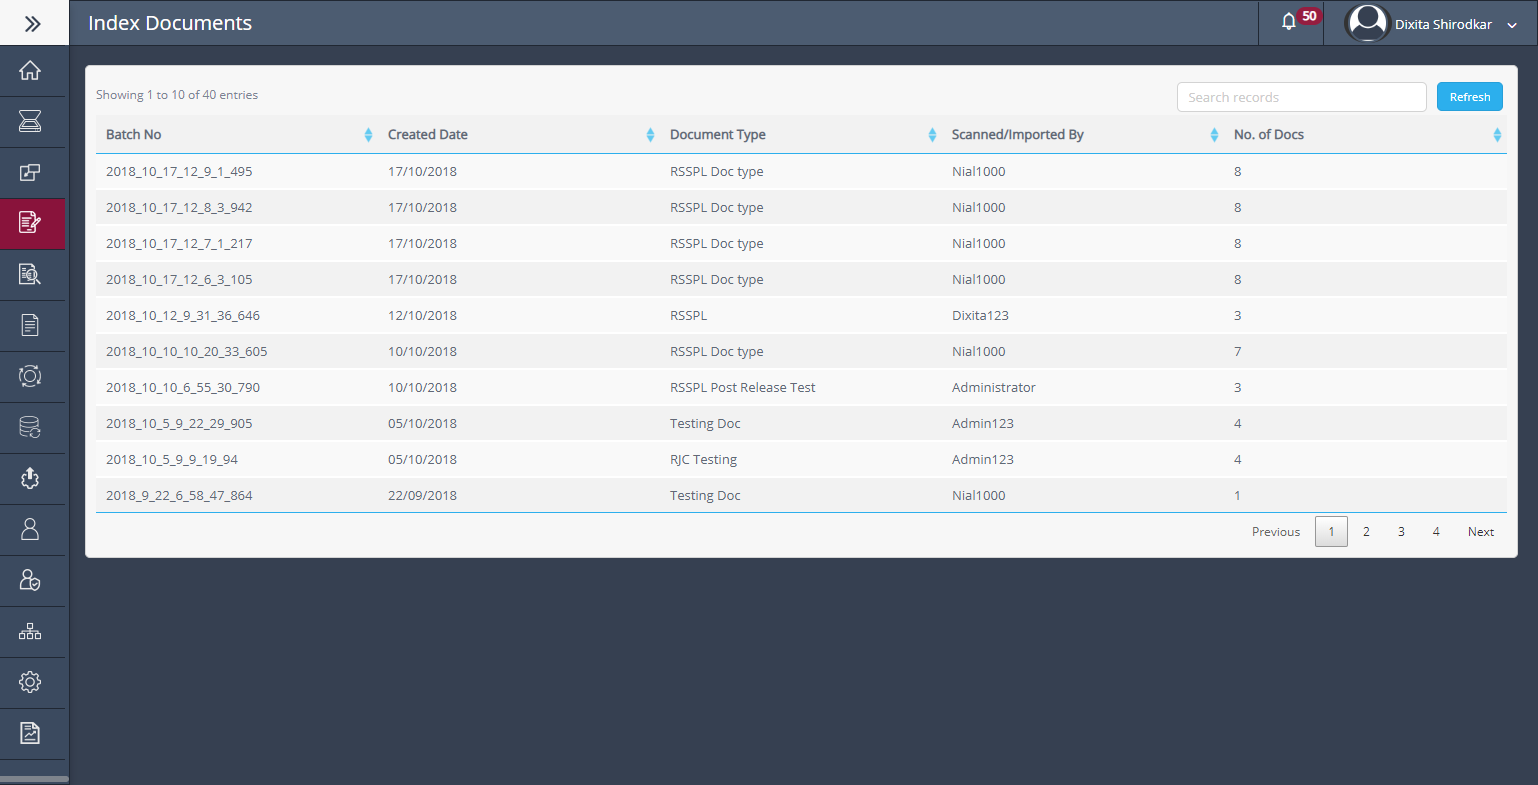 Index Documents
50
Dixita Shirodkar
Showing 1 to 10 of 40 entries
Search records
Refresh
Batch No Created Date Document Type Scanned/Imported By No. of Docs
2018_10_17_12_9_1_495 17/10/2018 RSSPL Doc type Nial1000 8
2018_10_17_12_8_3_942 17/10/2018 RSSPL Doc type Nial1000 8
2018_10_17_12_7_1_217 17/10/2018 RSSPL Doc type Nial1000 8
2018_10_17_12_6_3_105 17/10/2018 RSSPL Doc type Nial1000 8
2018_10_12_9_31_36_646 12/10/2018 RSSPL Dixita123 3
2018_10_10_10_20_33_605 10/10/2018 RSSPL Doc type Nial1000 7
2018_10_10_6_55_30_790 10/10/2018 RSSPL Post Release Test Administrator 3
2018_10_5_9_22_29_905 05/10/2018 Testing Doc Admin123 4
2018_10_5_9_9_19_94 05/10/2018 RJC Testing Admin123 4
2018_9_22_6_58_47_864 22/09/2018 Testing Doc Nial1000 1
Previous 1 2 3 4 Next